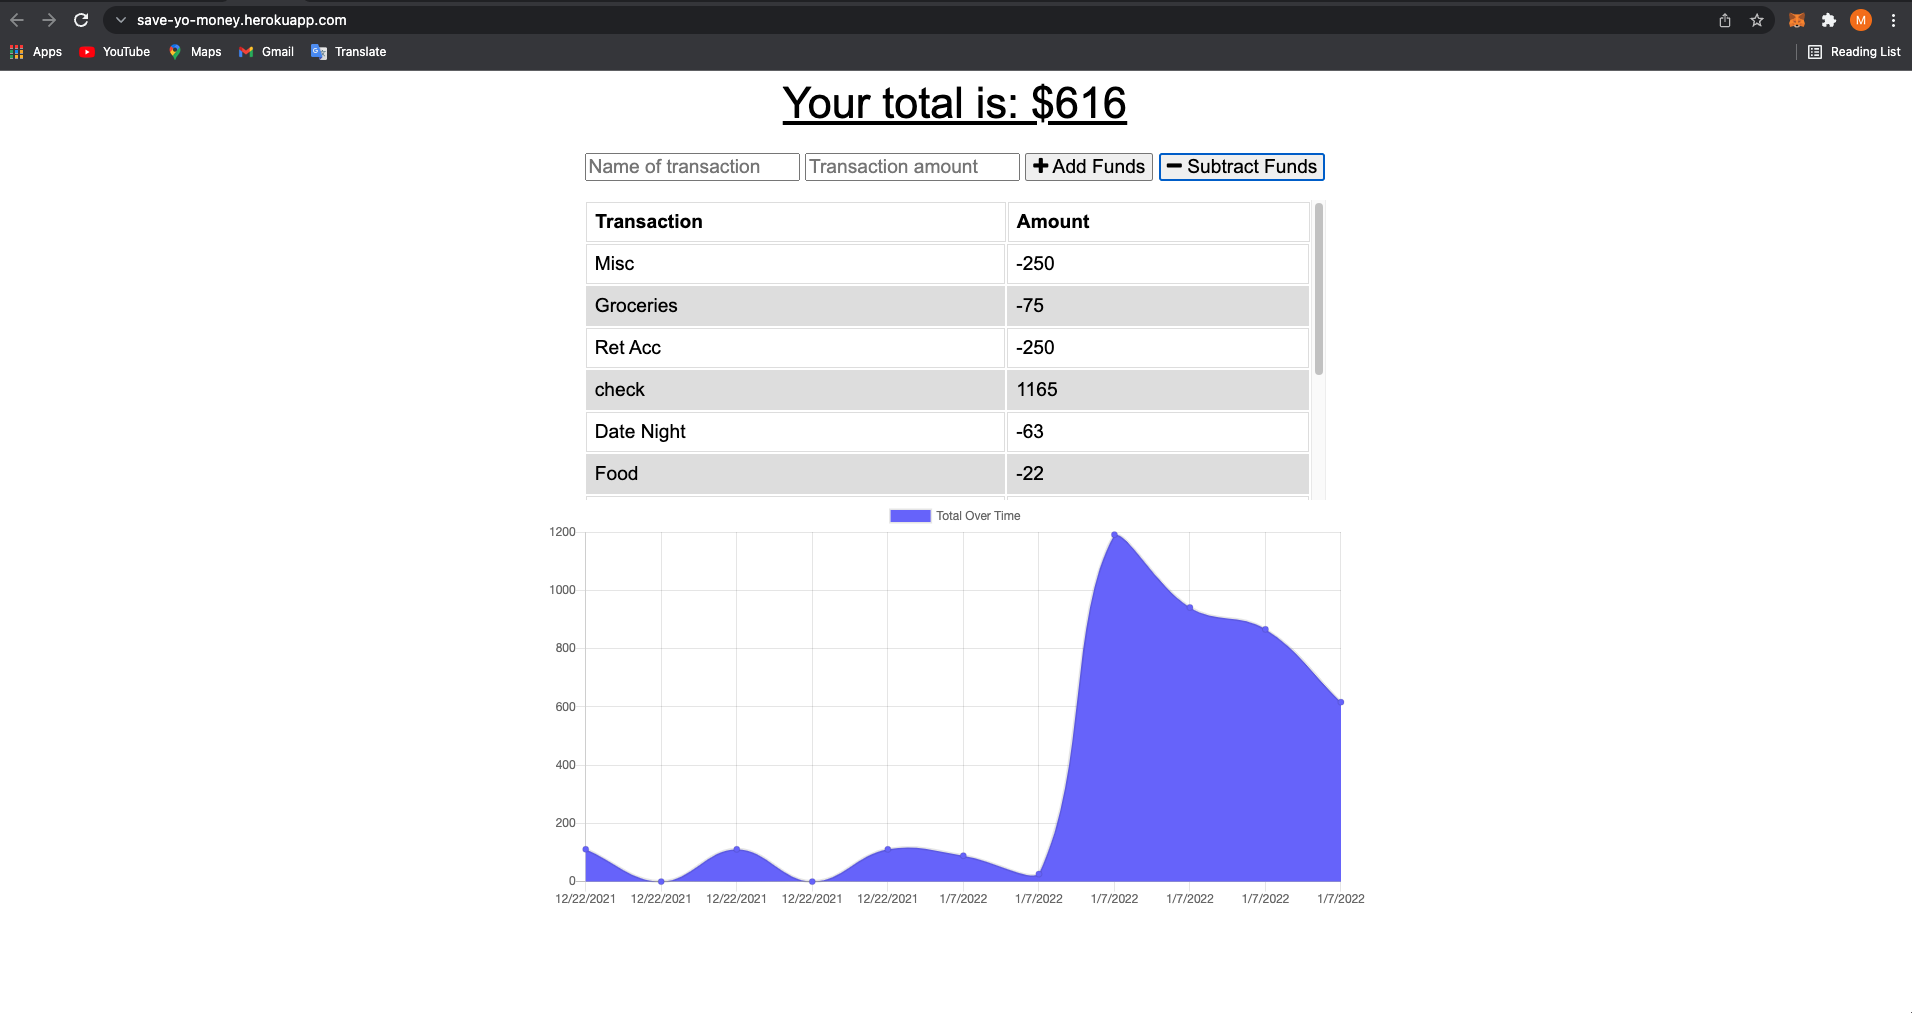 save-yo-money.herokuapp.com
M
Apps YouTube Maps Gmail Translate Reading List
Your total is: $616
Name of transaction Transaction amount Add Funds Subtract Funds
Transaction Amount
Misc -250
Groceries -75
Ret Acc -250
check 1165
Date Night -63
Food -22
Total Over Time
1200
1000
800
600
400
200
0
12/22/2021 12/22/2021 12/22/2021 12/22/2021 12/22/2021 1/7/2022 1/7/2022 1/7/2022 1/7/2022 1/7/2022 1/7/2022